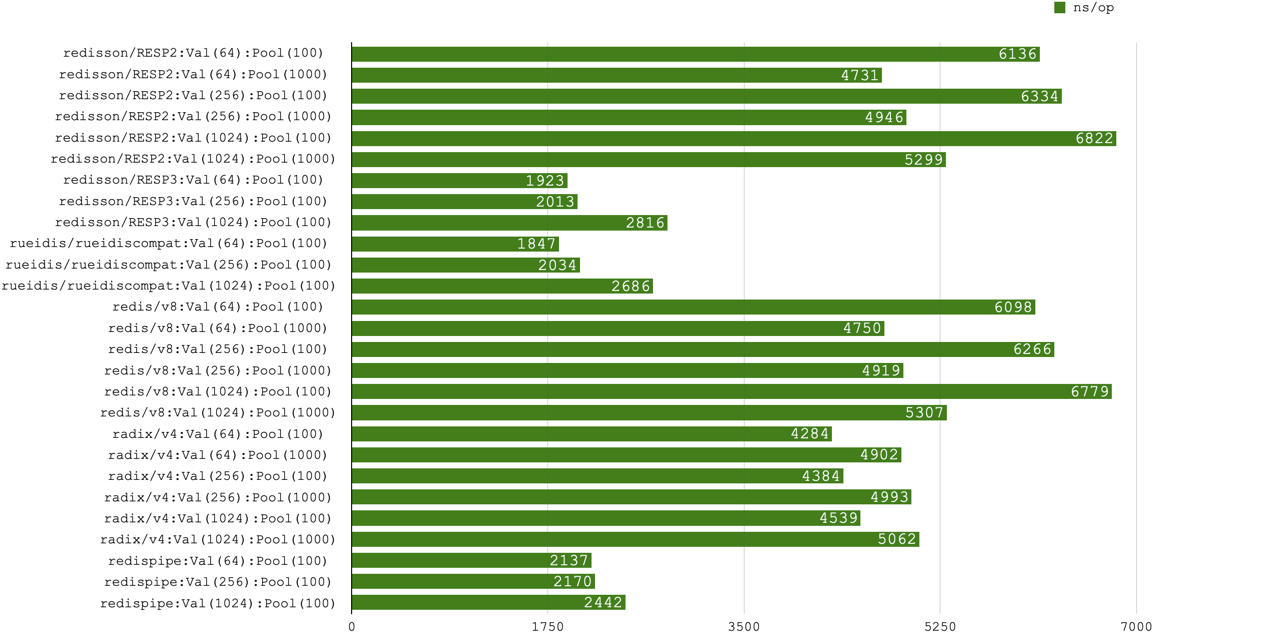 ns/op
redisson/RESP2:Val(64):Pool(100) 6136
redisson/RESP2:Val(64):Pool(1000) 4731
redisson/RESP2:Val(256):Pool(100) 6334
redisson/RESP2:Val(256):Pool(1000) 4946
redisson/RESP2:Val(1024):Pool(100) 6822
redisson/RESP2:Val(1024):Pool(1000) 5299
redisson/RESP3:Val(64):Pool(100) 1923
redisson/RESP3:Val(256):Pool(100) 2013
redisson/RESP3:Val(1024):Pool(100) 2816
rueidis/rueidiscompat:Val(64):Pool(100) 1847
rueidis/rueidiscompat:Val(256):Pool(100) 2034
rueidis/rueidiscompat:Val(1024):Pool(100) 2686
redis/v8:Val(64):Pool(100) 6098
redis/v8:Val(64):Pool(1000) 4750
redis/v8:Val(256):Pool(100) 6266
redis/v8:Val(256):Pool(1000) 4919
redis/v8:Val(1024):Pool(100) 6779
redis/v8:Val(1024):Pool(1000) 5307
radix/v4:Val(64):Pool(100) 4284
radix/v4:Val(64):Pool(1000) 4902
radix/v4:Val(256):Pool(100) 4384
radix/v4:Val(256):Pool(1000) 4993
radix/v4:Val(1024):Pool(100) 4539
radix/v4:Val(1024):Pool(1000) 5062
redispipe:Val(64):Pool(100) 2137
redispipe:Val(256):Pool(100) 2170
redispipe:Val(1024):Pool(100) 2442
0 1750 3500 5250 7000